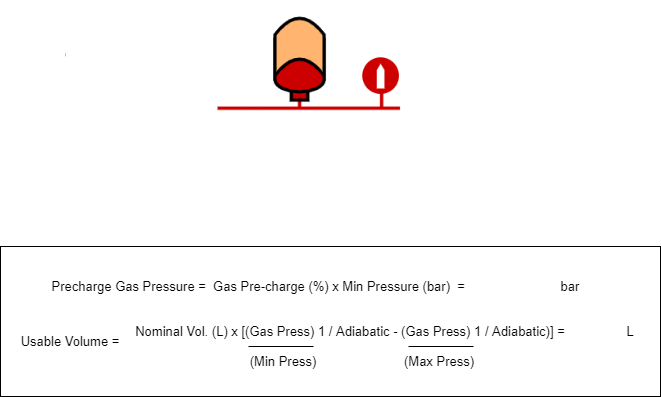 Precharge Gas Pressure = Gas Pre-charge (%) x Min Pressure (bar) = bar
Usable Volume = Nominal Vol. (L) x [(Gas Press) 1 / Adiabatic - (Gas Press) 1 / Adiabatic)] = L
(Min Press) (Max Press)